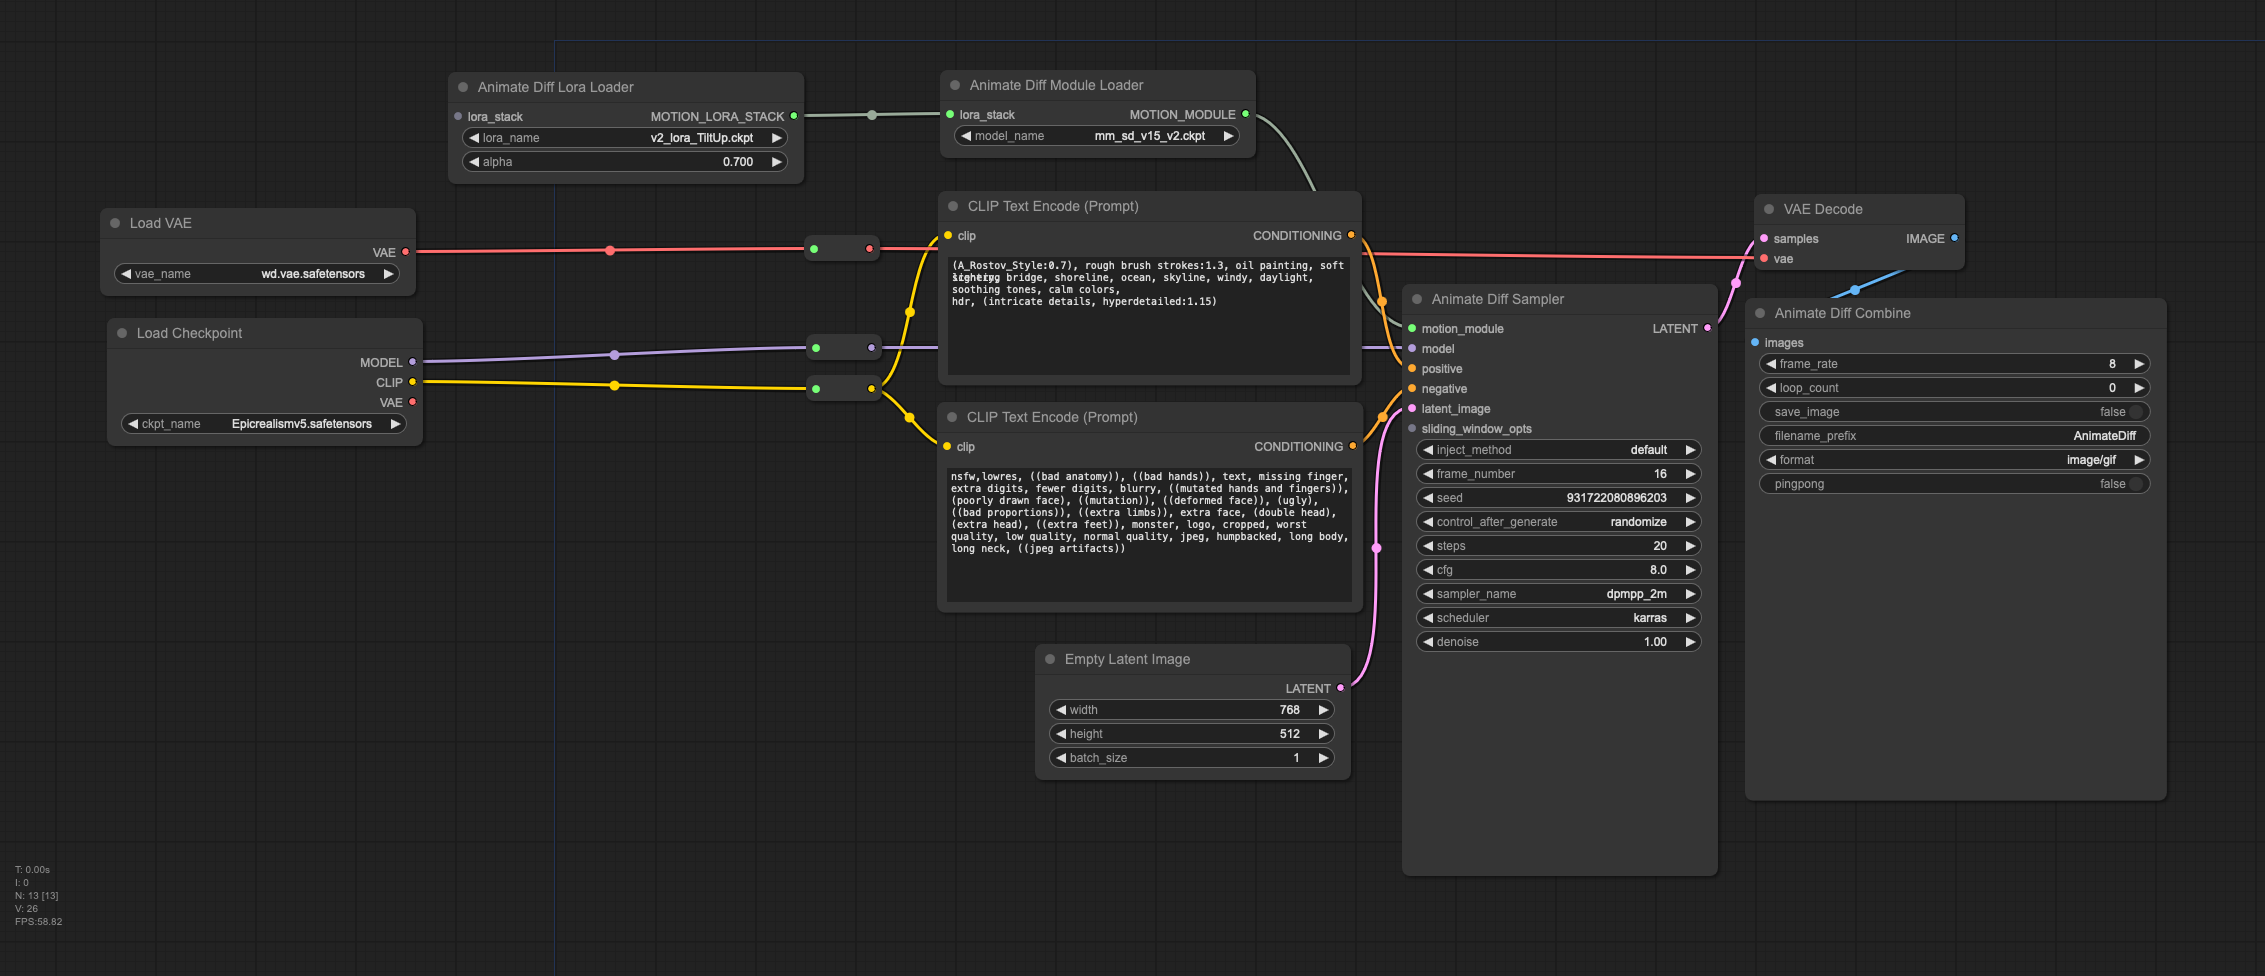 Animate Diff Lora Loader
lora_stack MOTION_LORA_STACK
lora_name v2_lora_TiltUp.ckpt
alpha 0.700
Animate Diff Module Loader
lora_stack MOTION_MODULE
model_name mm_sd_v15_v2.ckpt
Load VAE
VAE
vae_name wd.vae.safetensors
Load Checkpoint
MODEL
CLIP
VAE
ckpt_name Epicrealismv5.safetensors
CLIP Text Encode (Prompt)
clip CONDITIONING
(A_Rostov_Style:0.7), rough brush strokes:1.3, oil painting, soft
bridge, shoreline, ocean, skyline, windy, daylight,
soothing tones, calm colors,
hdr, (intricate details, hyperdetailed:1.15)
CLIP Text Encode (Prompt)
clip CONDITIONING
nsfw,lowres, ((bad anatomy)), ((bad hands)), text, missing finger,
extra digits, fewer digits, blurry, ((mutated hands and fingers)),
(poorly drawn face), ((mutation)), ((deformed face)), (ugly),
((bad proportions)), ((extra limbs)), extra face, (double head),
(extra head), ((extra feet)), monster, logo, cropped, worst
quality, low quality, normal quality, jpeg, humpbacked, long body,
long neck, ((jpeg artifacts))
Empty Latent Image
LATENT
width 768
height 512
batch_size 1
Animate Diff Sampler
motion_module LATENT
model
positive
negative
latent_image
sliding_window_opts
inject_method default
frame_number 16
seed 931722080896203
control_after_generate randomize
steps 20
cfg 8.0
sampler_name dpmpp_2m
scheduler karras
denoise 1.00
VAE Decode
samples IMAGE
vae
Animate Diff Combine
images
frame_rate 8
loop_count 0
save_image false
filename_prefix AnimateDiff
format image/gif
pingpong false
T: 0.00s
I: 0
N: 13 [13]
V: 26
FPS:58.82